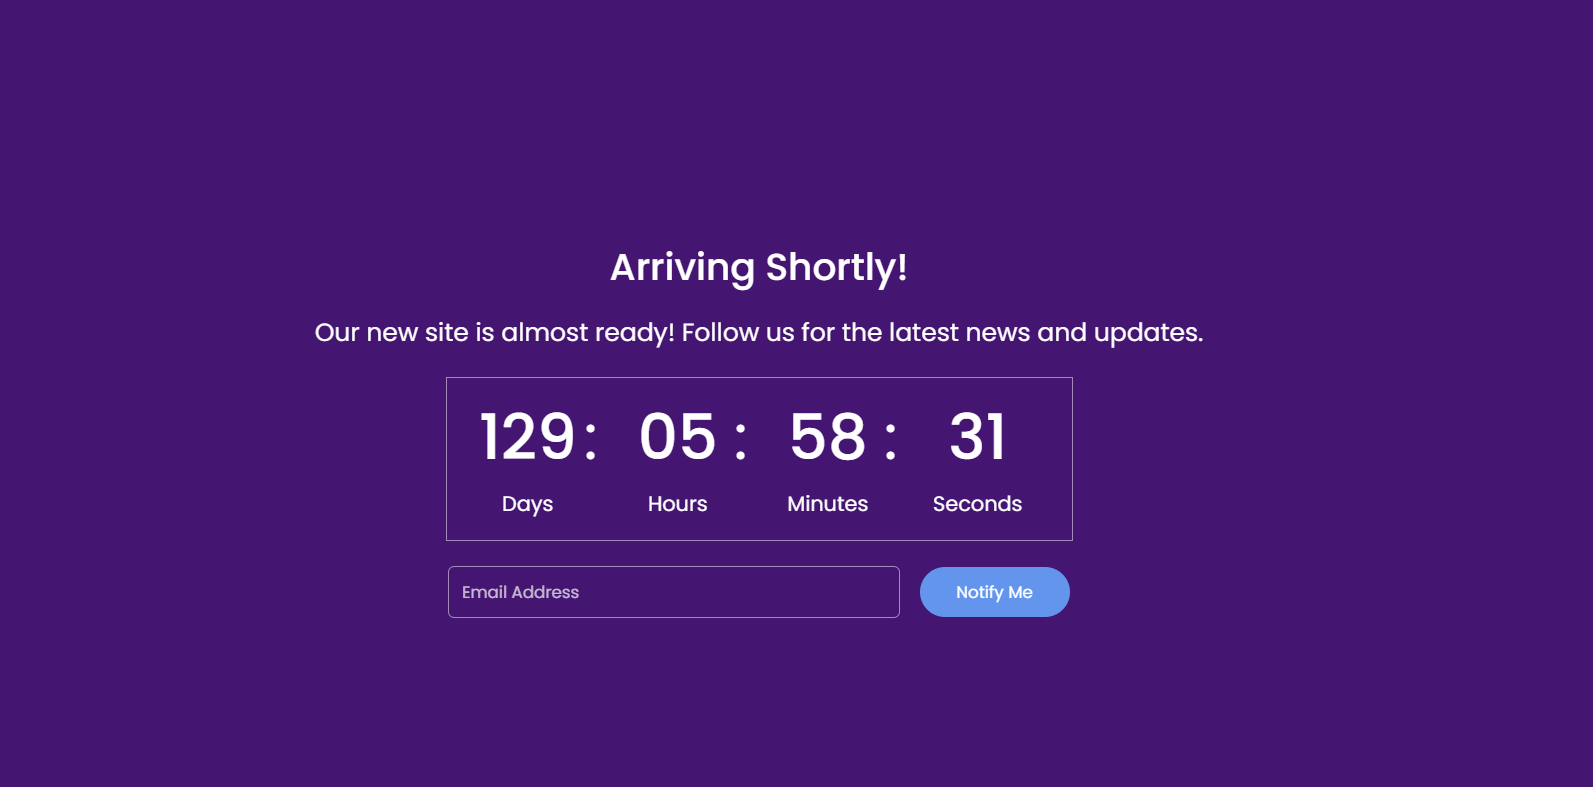 Arriving Shortly!
Our new site is almost ready! Follow us for the latest news and updates.
129 : 05 : 58 : 31
Days Hours Minutes Seconds
Email Address Notify Me